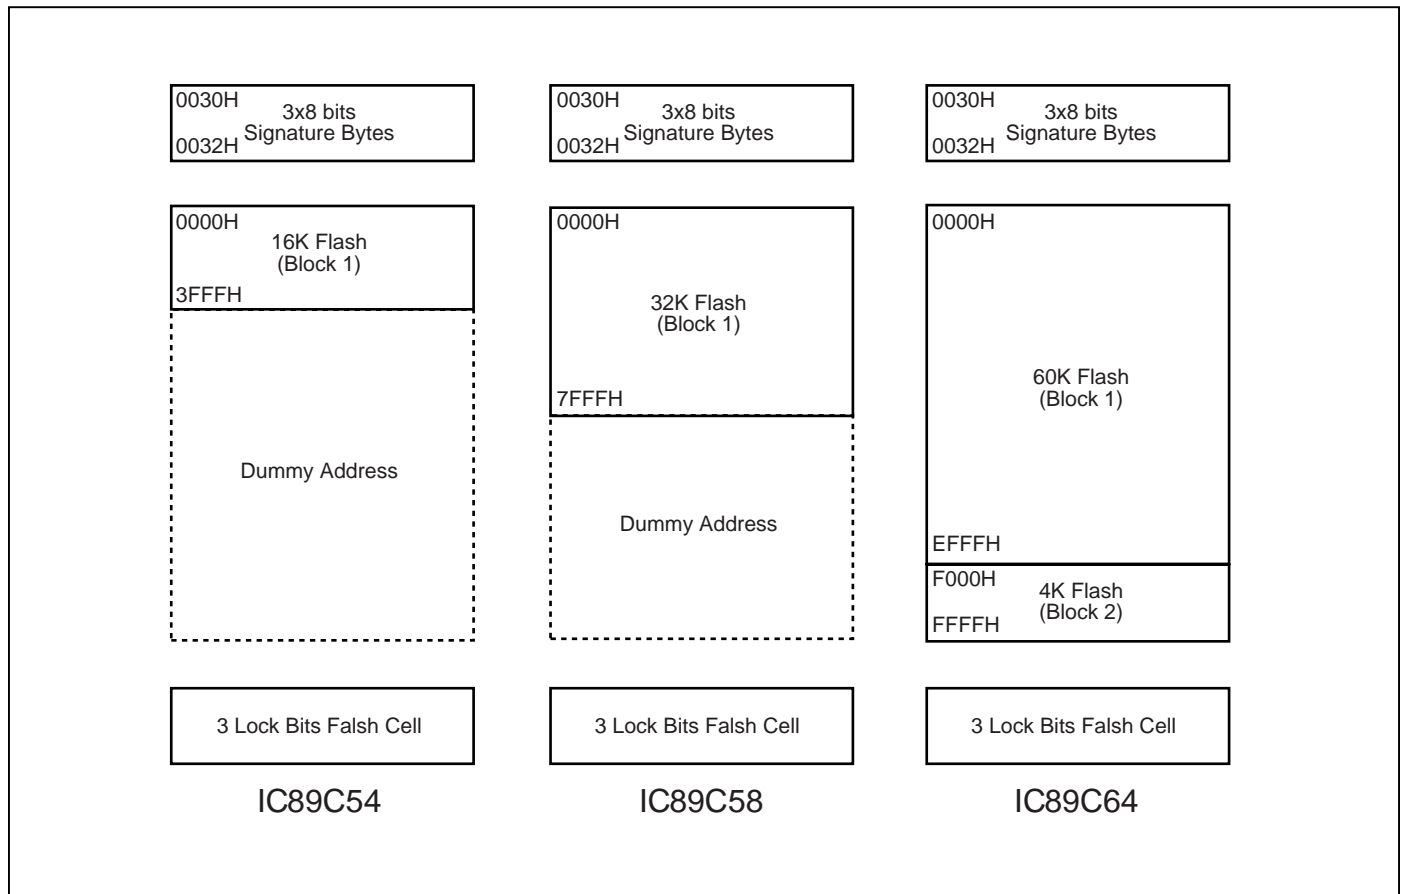 0030H
3x8 bits
Signature Bytes
0032H
0000H
16K Flash
(Block 1)
3FFFH
Dummy Address
3 Lock Bits Falsh Cell
IC89C54
0030H
3x8 bits
Signature Bytes
0032H
0000H
32K Flash
(Block 1)
7FFFH
Dummy Address
3 Lock Bits Falsh Cell
IC89C58
0030H
3x8 bits
Signature Bytes
0032H
0000H
60K Flash
(Block 1)
EFFFH
F000H
4K Flash
(Block 2)
FFFFH
3 Lock Bits Falsh Cell
IC89C64